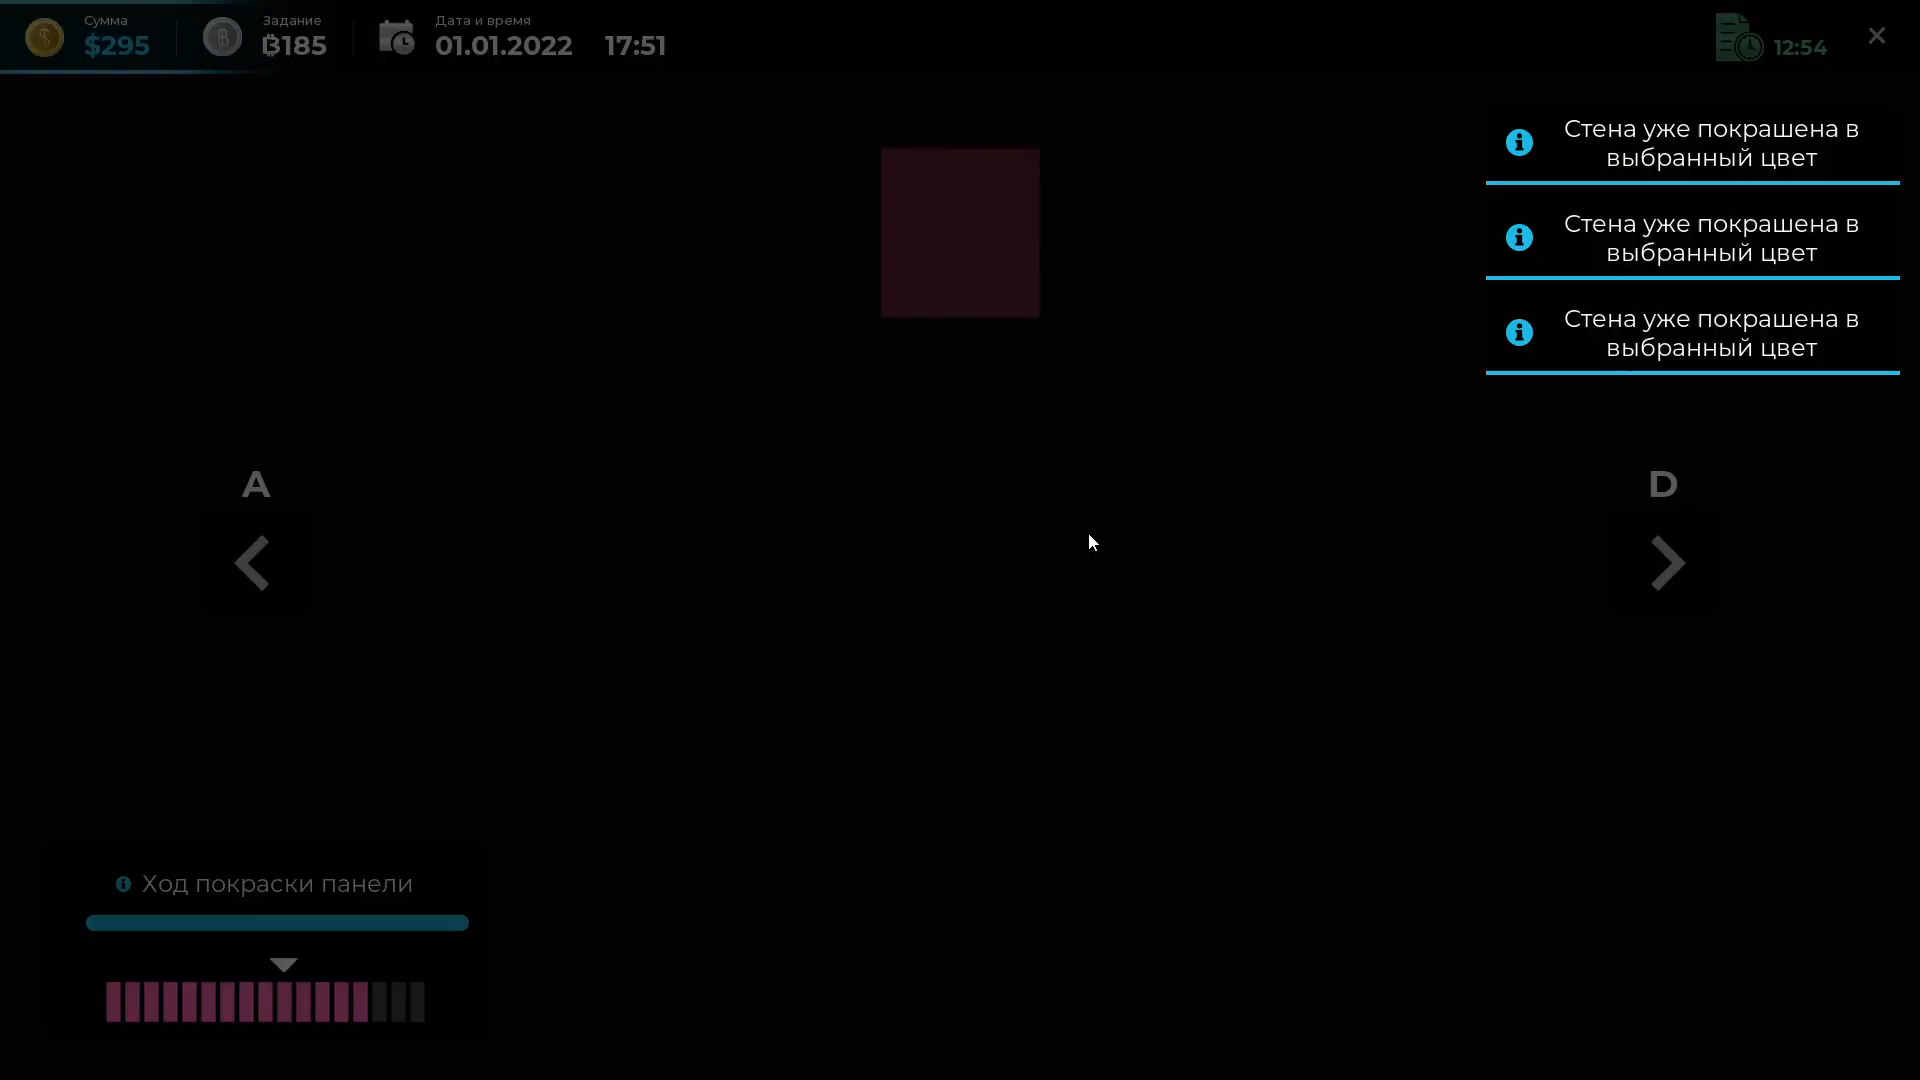 Сумма
$295
Задание
฿185
Дата и время
01.01.2022 17:51
12:54
Стена уже покрашена в
выбранный цвет
Стена уже покрашена в
выбранный цвет
Стена уже покрашена в
выбранный цвет
A
D
Ход покраски панели